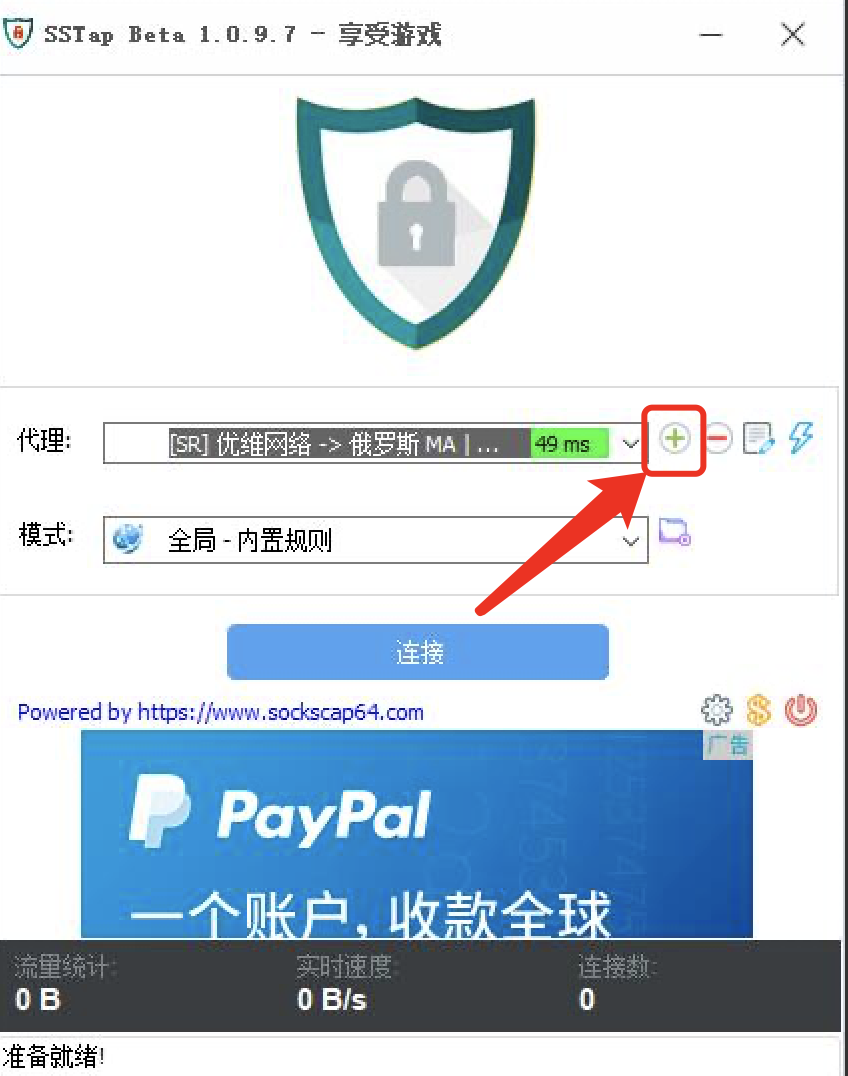 SSTap Beta 1.0.9.7 - 享受游戏
代理: [SR] 优维网络 -> 俄罗斯 MA | ... 49 ms
模式: 全局 - 内置规则
连接
Powered by https://www.sockscap64.com
广告
PayPal
一个账户, 收款全球
流量统计: 实时速度: 连接数:
0 B 0 B/s 0
准备就绪!